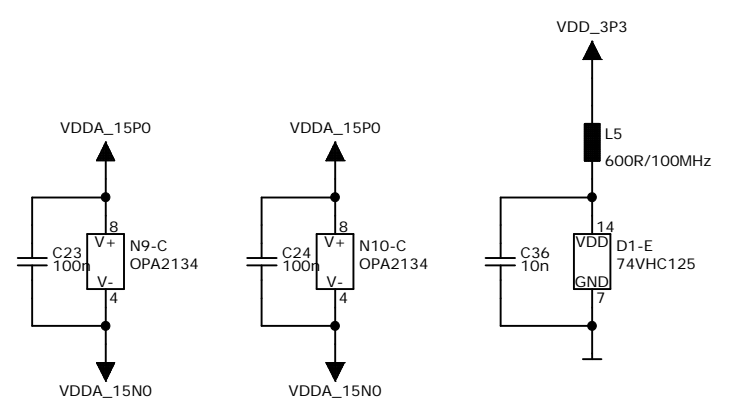 VDD_3P3
VDDA_15P0
VDDA_15P0
L5
600R/100MHz
8
V+
C23
100n
N9-C
OPA2134
V-
4
8
V+
C24
100n
N10-C
OPA2134
V-
4
14
VDD
C36
10n
D1-E
74VHC125
GND
7
VDDA_15N0
VDDA_15N0